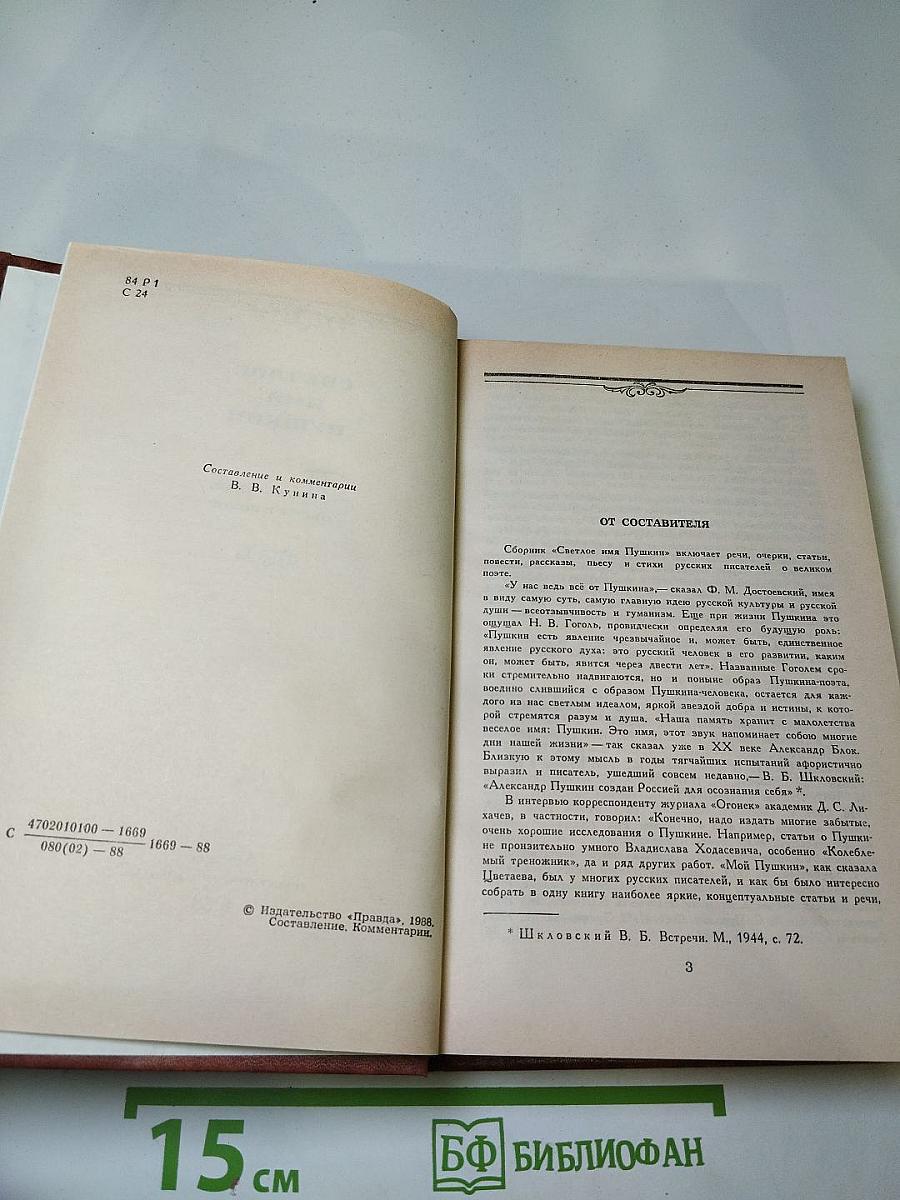 84 Р 1
С 24
Составление и комментарии
В. В. Кунина
С 4702010100 — 1669
080(02) — 88
1669 — 88
© Издательство «Правда», 1988.
Составление. Комментарии.
ОТ СОСТАВИТЕЛЯ
Сборник «Светлое имя Пушкин» включает речи, очерки, статьи,
повести, рассказы, пьесу и стихи русских писателей о великом
поэте.
«У нас ведь всё от Пушкина»,— сказал Ф. М. Достоевский, имея
в виду самую суть, самую главную идею русской культуры и русской
души — всеотзывчивость и гуманизм. Еще при жизни Пушкина это
ощущал Н. В. Гоголь, провидчески определяя его будущую роль:
«Пушкин есть явление чрезвычайное и, может быть, единственное
явление русского духа: это русский человек в его развитии, каким
он, может быть, явится через двести лет». Названные Гоголем сро-
ки стремительно надвигаются, но и поныне образ Пушкина-поэта,
воедино слившийся с образом Пушкина-человека, остается для каж-
дого из нас светлым идеалом, яркой звездой добра и истины, к кото-
рой стремятся разум и душа. «Наша память хранит с малолетства
веселое имя: Пушкин. Это имя, этот звук напоминает собою многие
дни нашей жизни» — так сказал уже в XX веке Александр Блок.
Близкую к этому мысль в годы тягчайших испытаний афористично
выразил и писатель, ушедший совсем недавно,— В. Б. Шкловский:
«Александр Пушкин создан Россией для осознания себя» *.
В интервью корреспонденту журнала «Огонек» академик Д. С. Ли-
хачев, в частности, говорил: «Конечно, надо издать многие забытые,
очень хорошие исследования о Пушкине. Например, статьи о Пушки-
не пронзительно умного Владислава Ходасевича, особенно «Колебле-
мый треножник», да и ряд других работ. «Мой Пушкин», как сказала
Цветаева, был у многих русских писателей, и как бы было интересно
собрать в одну книгу наиболее яркие, концептуальные статьи и речи,
* Шкловский В. Б. Встречи. М., 1944, с. 72.
3
15 см
БФ БИБЛИОФАН